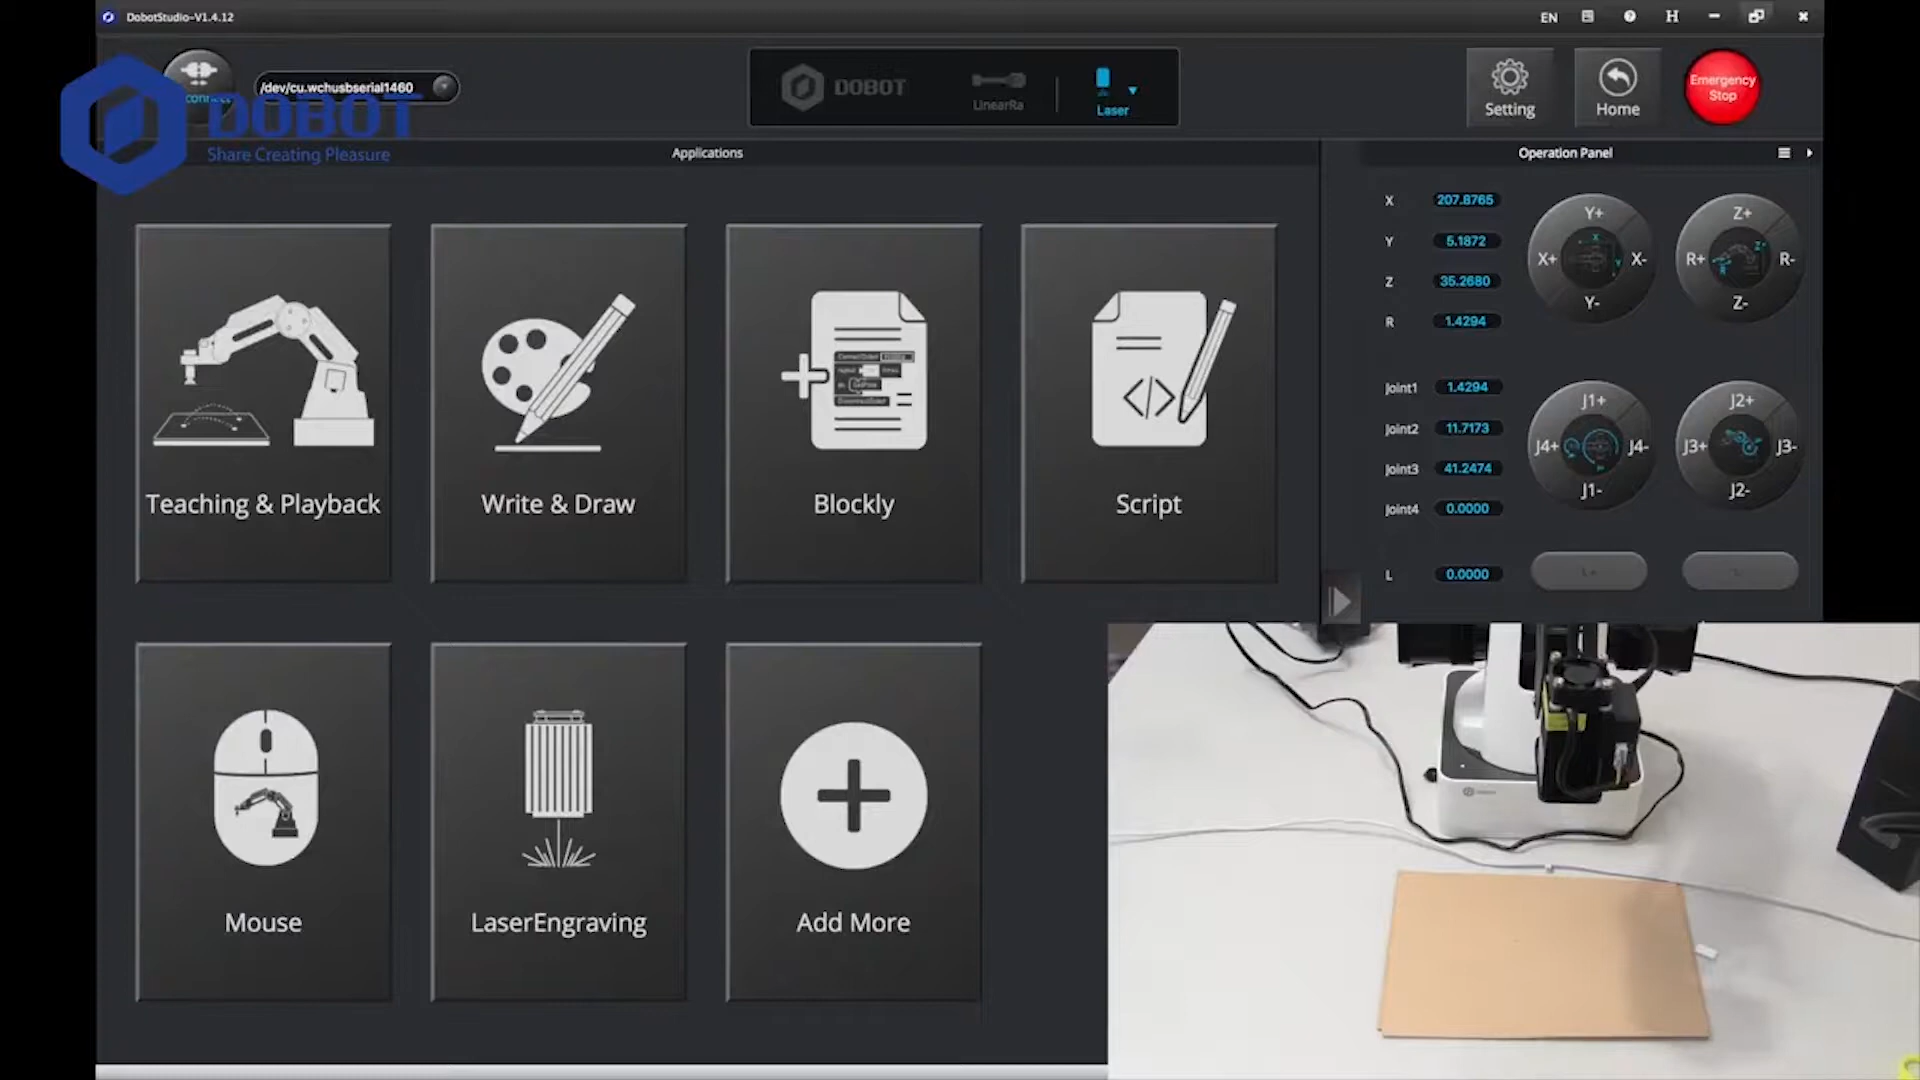 DobotStudio-V1.4.12
EN
H
/dev/cu.wchusbserial1460
DOBOT
Share Creating Pleasure
DOBOT
LinearRa
Laser
Setting
Home
Emergency
Stop
Applications
Operation Panel
Teaching & Playback
Write & Draw
Blockly
Script
Mouse
LaserEngraving
Add More
X 207.8765
Y 5.1872
Z 35.2680
R 1.4294
Y+
X+
X-
Y-
Z+
R+
R-
Z-
Joint1 1.4294
Joint2 11.7173
Joint3 41.2474
Joint4 0.0000
J1+
J4+
J4-
J1-
J2+
J3+
J3-
J2-
L 0.0000